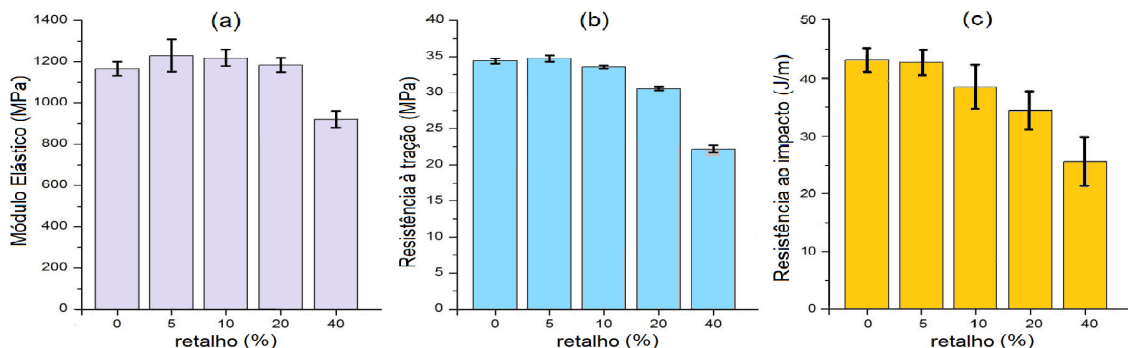 (a)
Módulo Elástico (MPa)
1400
1200
1000
800
600
400
200
0
0 5 10 20 40
retalho (%)
(b)
Resistência à tração (MPa)
40
35
30
25
20
15
10
5
0
0 5 10 20 40
retalho (%)
(c)
Resistência ao impacto (J/m)
50
40
30
20
10
0
0 5 10 20 40
retalho (%)